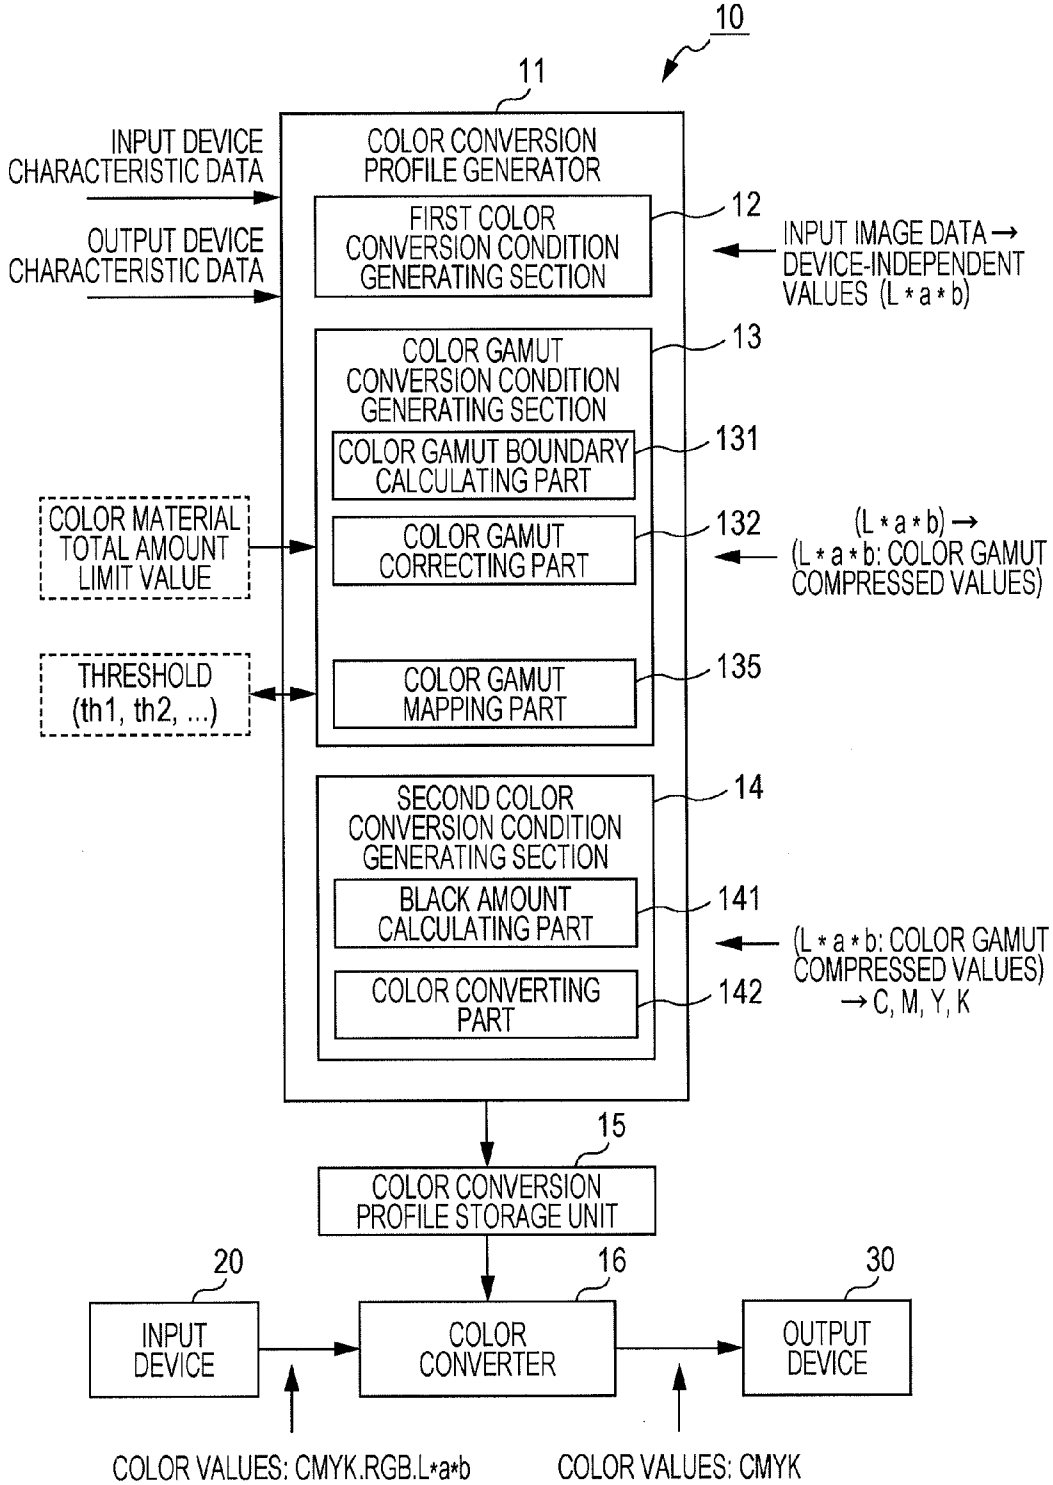 10
11
INPUT DEVICE
CHARACTERISTIC DATA
OUTPUT DEVICE
CHARACTERISTIC DATA
COLOR CONVERSION
PROFILE GENERATOR
FIRST COLOR
CONVERSION CONDITION
GENERATING SECTION
12
INPUT IMAGE DATA →
DEVICE-INDEPENDENT
VALUES (L*a*b)
COLOR GAMUT
CONVERSION CONDITION
GENERATING SECTION
13
COLOR GAMUT BOUNDARY
CALCULATING PART
131
COLOR MATERIAL
TOTAL AMOUNT
LIMIT VALUE
COLOR GAMUT
CORRECTING PART
132
(L*a*b) →
(L*a*b: COLOR GAMUT
COMPRESSED VALUES)
THRESHOLD
(th1, th2, ...)
COLOR GAMUT
MAPPING PART
135
SECOND COLOR
CONVERSION CONDITION
GENERATING SECTION
14
BLACK AMOUNT
CALCULATING PART
141
COLOR CONVERTING
PART
142
(L*a*b: COLOR GAMUT
COMPRESSED VALUES)
→ C, M, Y, K
15
COLOR CONVERSION
PROFILE STORAGE UNIT
20
INPUT
DEVICE
16
COLOR
CONVERTER
30
OUTPUT
DEVICE
COLOR VALUES: CMYK.RGB.L*a*b
COLOR VALUES: CMYK